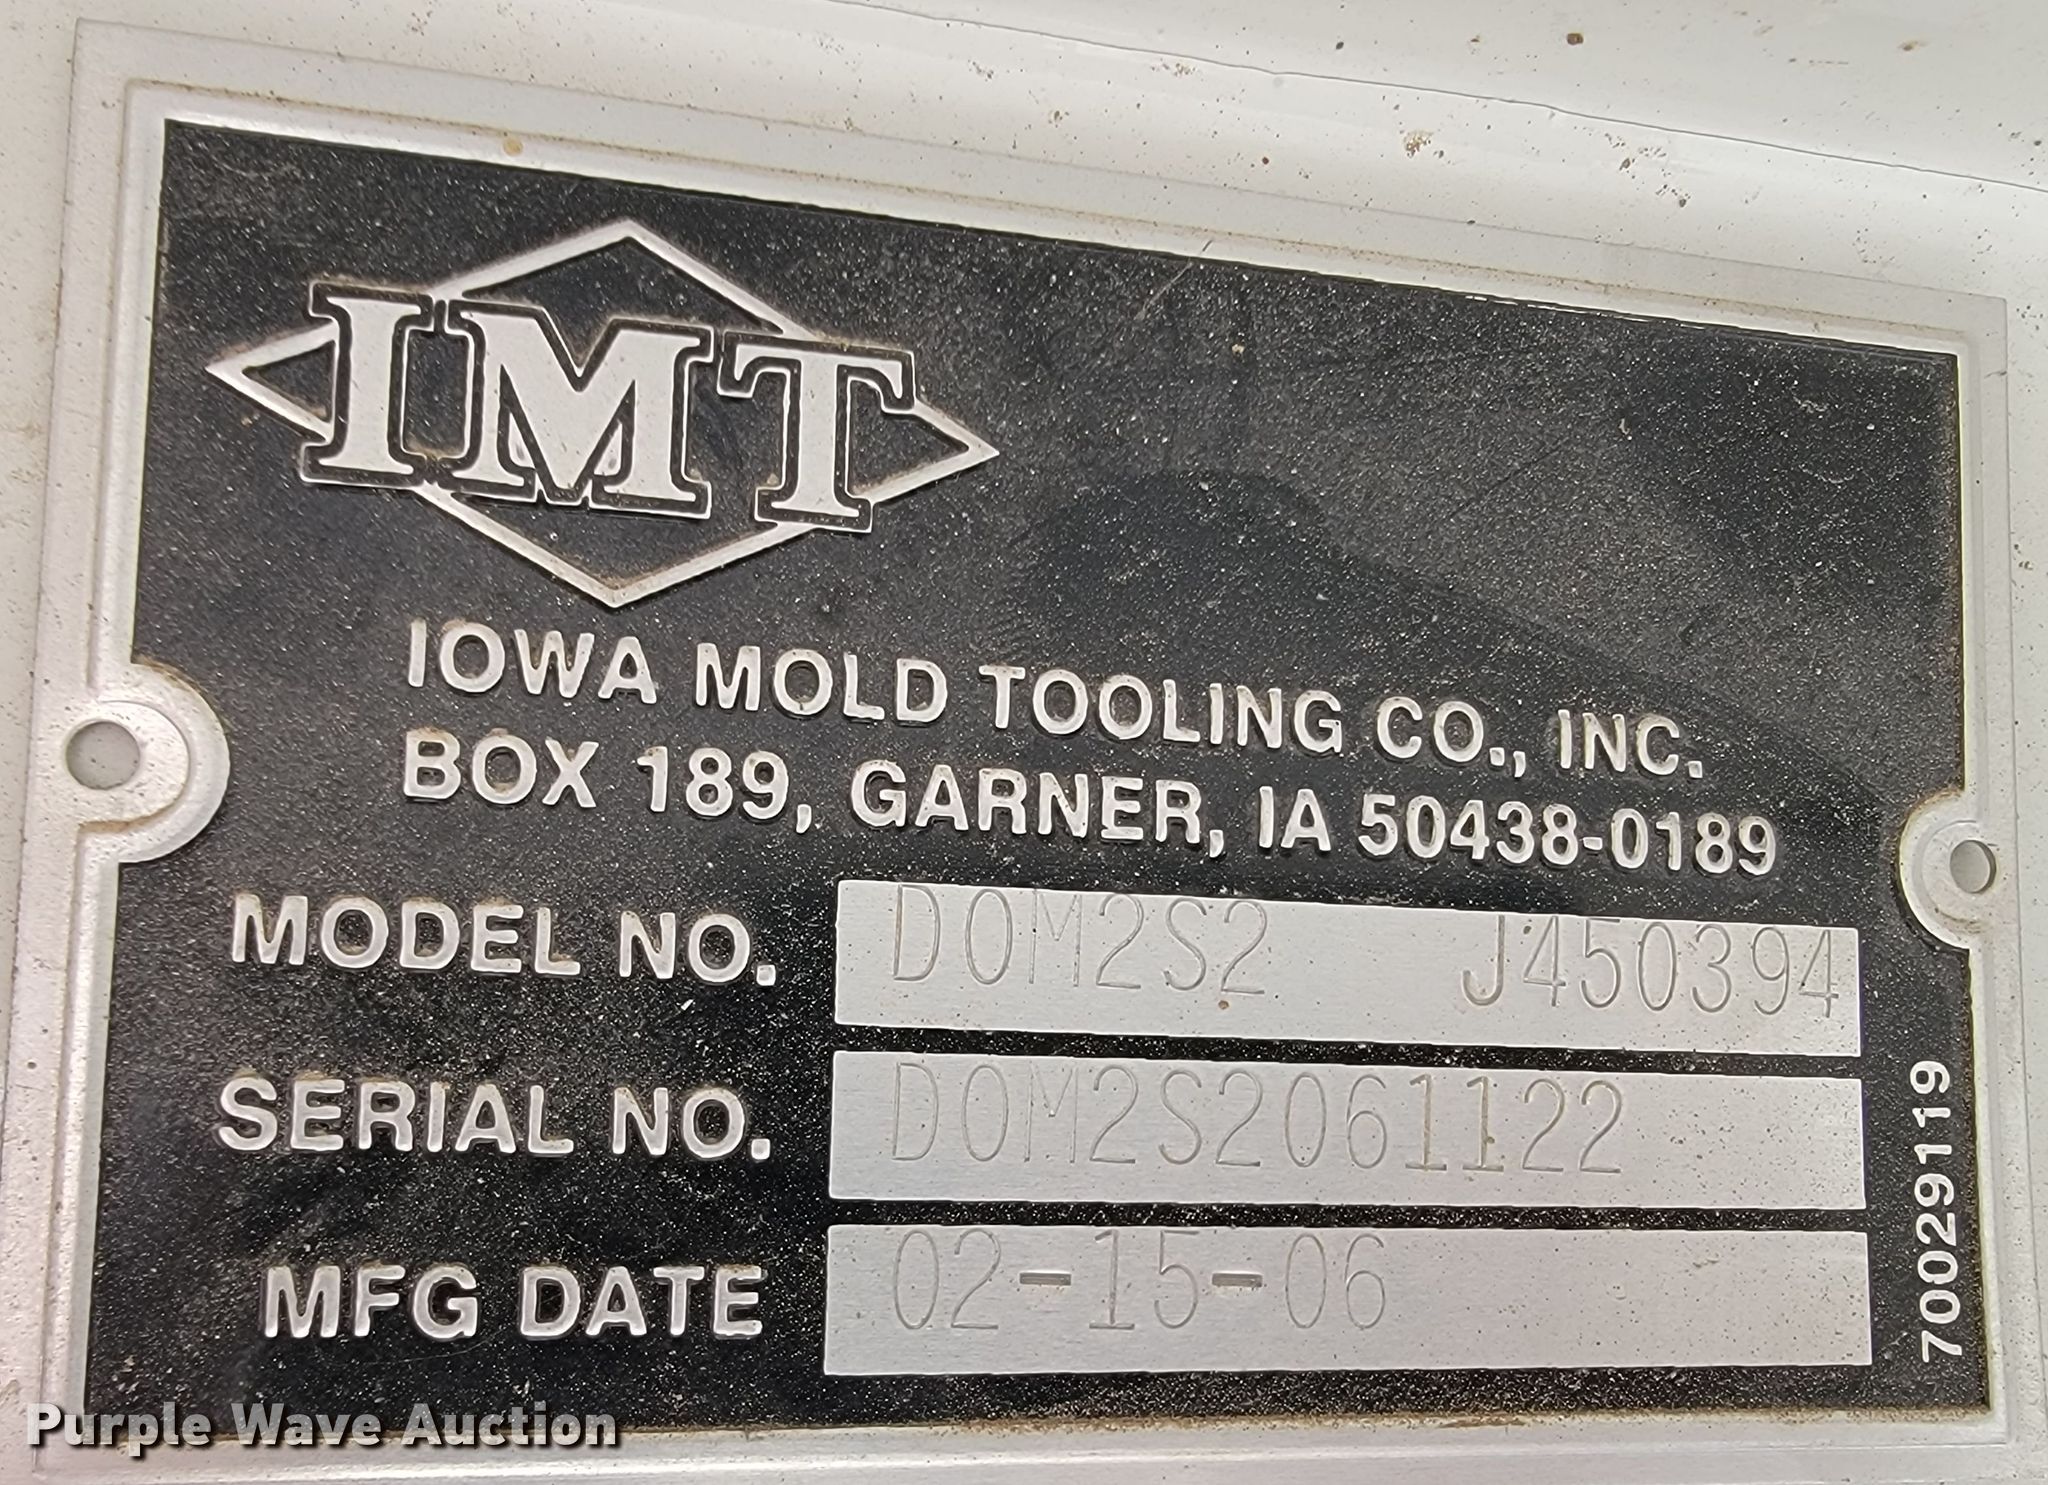 IMT
IOWA MOLD TOOLING CO., INC.
BOX 189, GARNER, IA 50438-0189
MODEL NO. DOM2S2 J450394
SERIAL NO. DOM2S2061122
MFG DATE 02-15-06
70029119
Purple Wave Auction